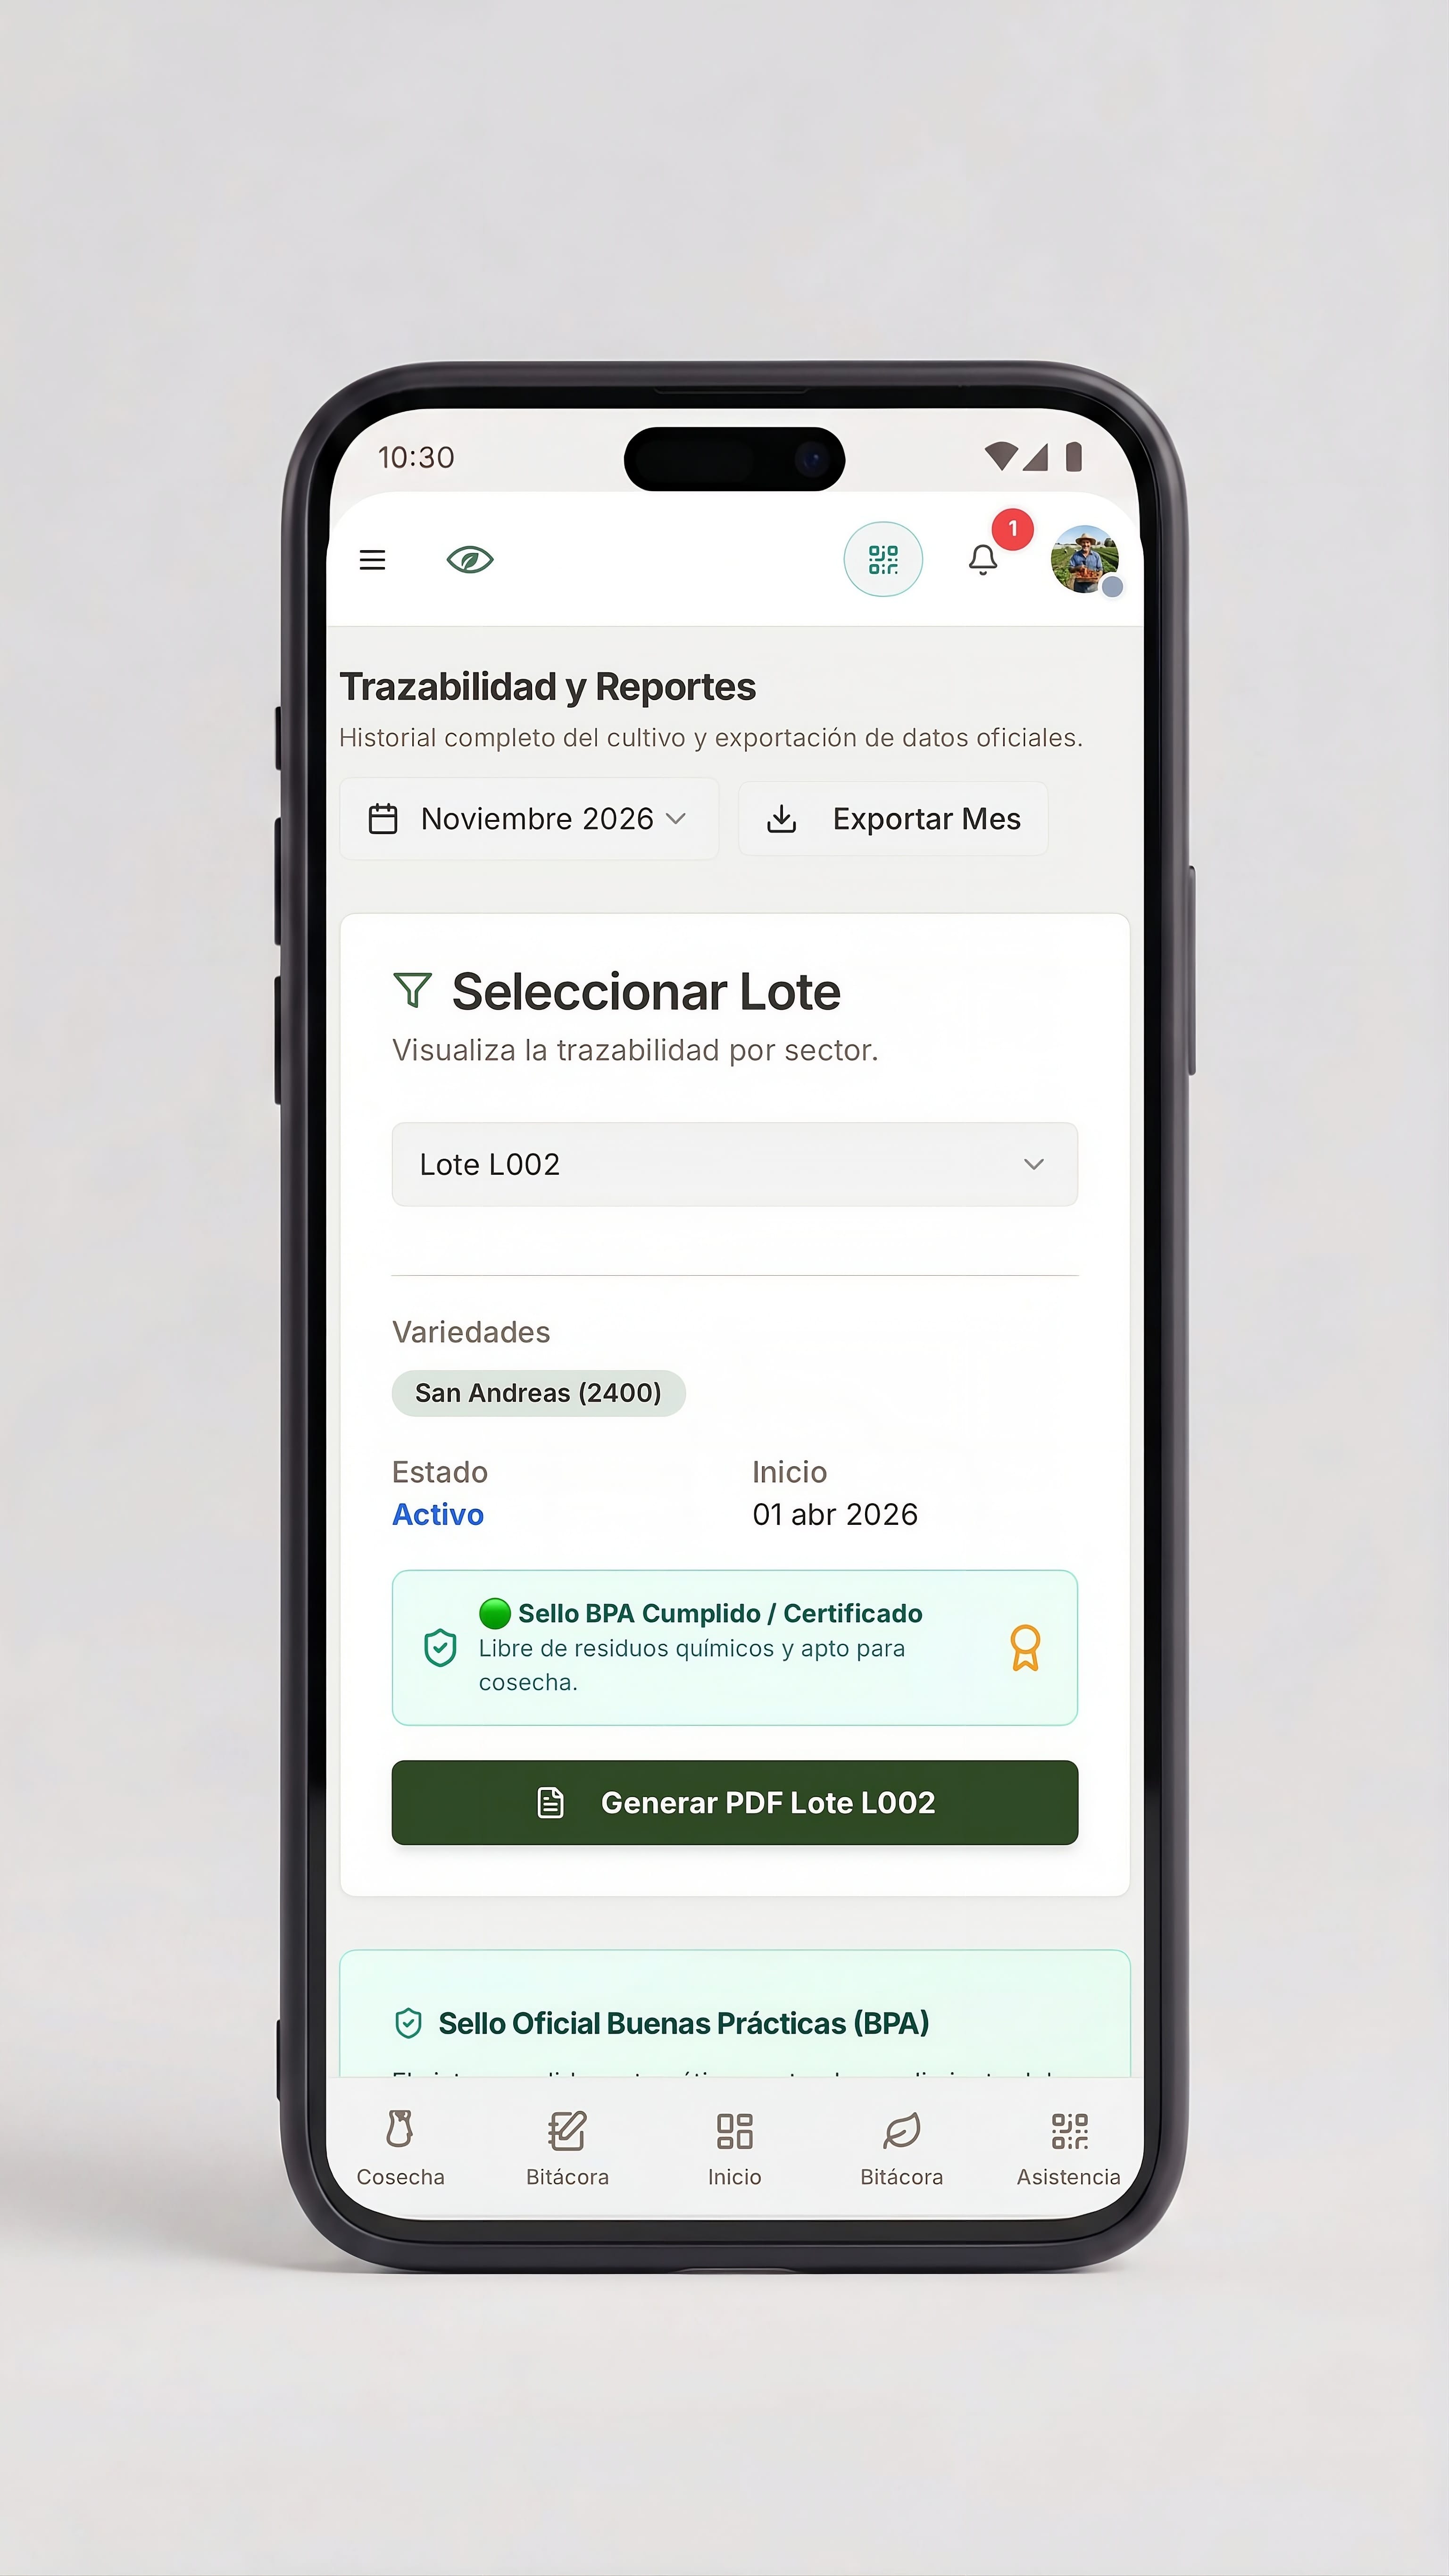 10:30
1
Trazabilidad y Reportes
Historial completo del cultivo y exportación de datos oficiales.
Noviembre 2026
Exportar Mes
Seleccionar Lote
Visualiza la trazabilidad por sector.
Lote L002
Variedades
San Andreas (2400)
Estado
Inicio
Activo
01 abr 2026
Sello BPA Cumplido / Certificado
Libre de residuos químicos y apto para
cosecha.
Generar PDF Lote L002
Sello Oficial Buenas Prácticas (BPA)
Cosecha
Bitácora
Inicio
Bitácora
Asistencia